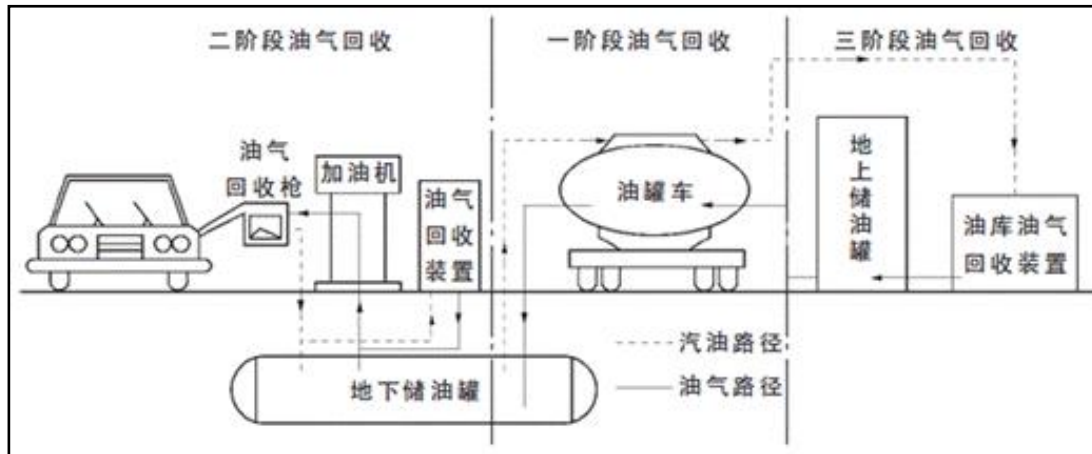 二阶段油气回收
一阶段油气回收
三阶段油气回收
油气
回收枪
加油机
油气
回收
装置
油罐车
地上储油罐
油库油气
回收装置
地下储油罐
汽油路径
油气路径